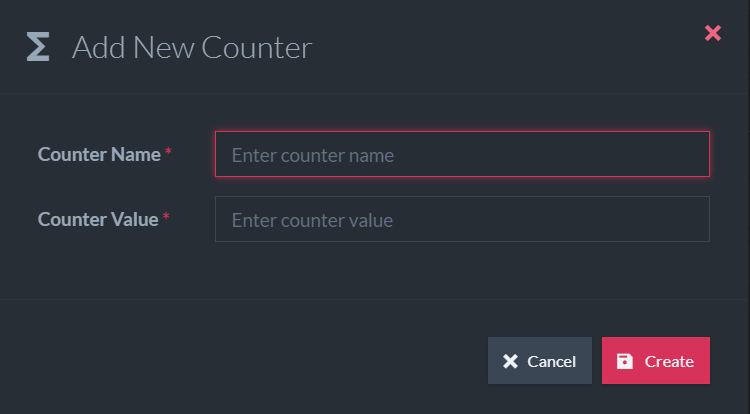 Add New Counter
Counter Name *
Enter counter name
Counter Value *
Enter counter value
Cancel
Create